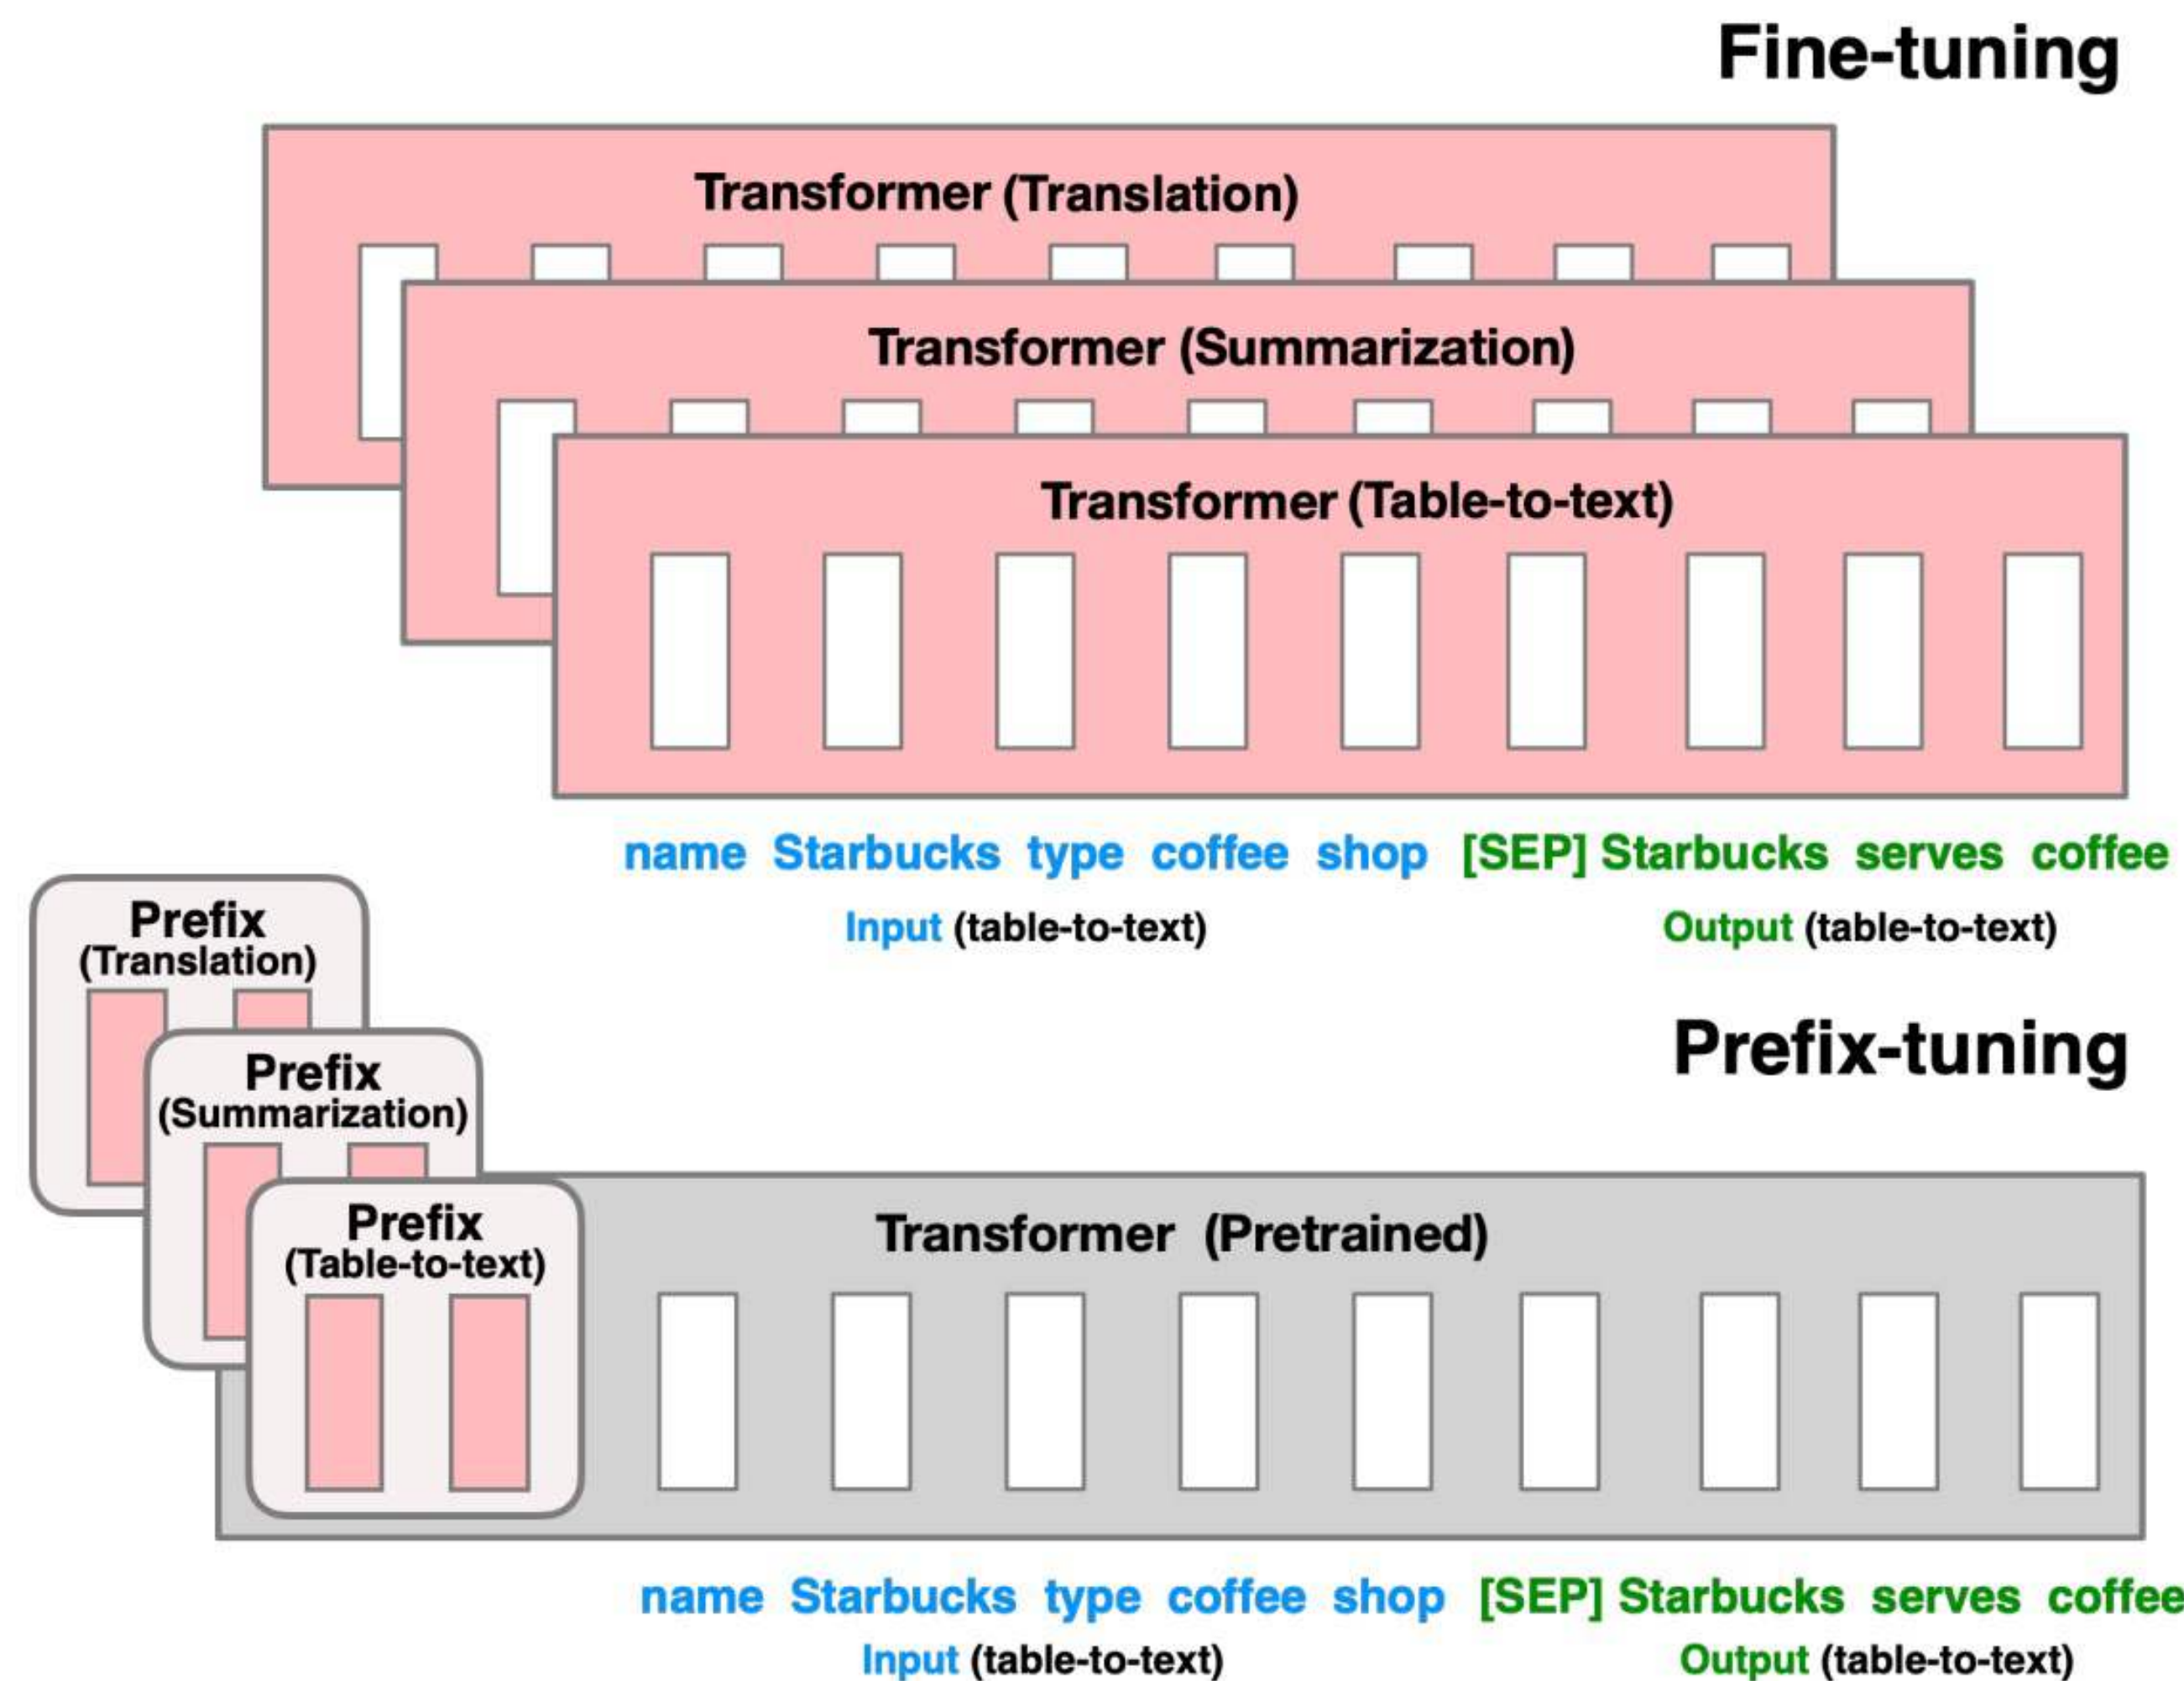 Fine-tuning
Transformer (Translation)
Transformer (Summarization)
Transformer (Table-to-text)
name Starbucks type coffee shop [SEP] Starbucks serves coffee
Input (table-to-text) Output (table-to-text)
Prefix
(Translation)
Prefix-tuning
Prefix
(Summarization)
Prefix
(Table-to-text)
Transformer (Pretrained)
name Starbucks type coffee shop [SEP] Starbucks serves coffee
Input (table-to-text) Output (table-to-text)